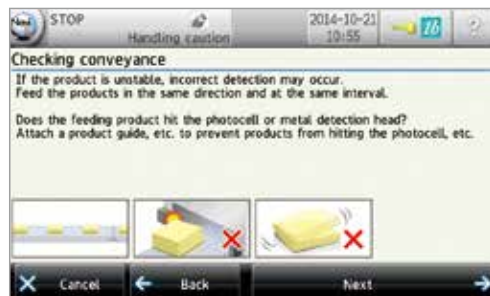 STOP
Handling caution
2014-10-21
10:55
16
Checking conveyance
If the product is unstable, incorrect detection may occur.
Feed the products in the same direction and at the same interval.
Does the feeding product hit the photocell or metal detection head?
Attach a product guide, etc. to prevent products from hitting the photocell, etc.
Cancel
Back
Next